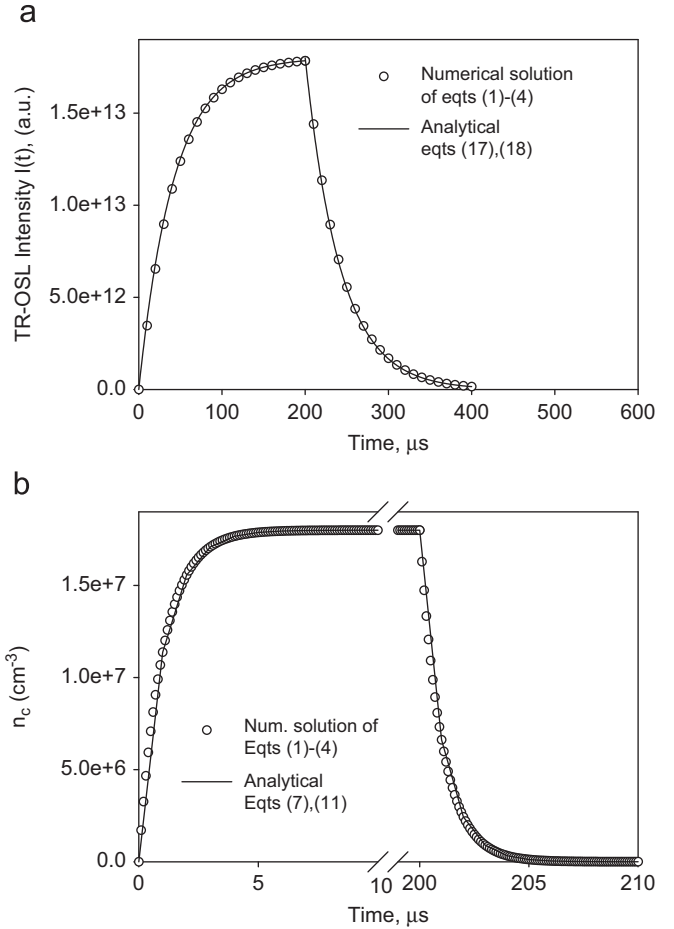 a
TR-OSL Intensity I(t), (a.u.)
1.5e+13
1.0e+13
5.0e+12
0.0
Numerical solution
of eqts (1)-(4)
Analytical
eqts (17),(18)
0 100 200 300 400 500 600
Time, μs
b
n_c (cm⁻³)
1.5e+7
1.0e+7
5.0e+6
0.0
Num. solution of
Eqts (1)-(4)
Analytical
Eqts (7),(11)
0 5 10 200 205 210
Time, μs